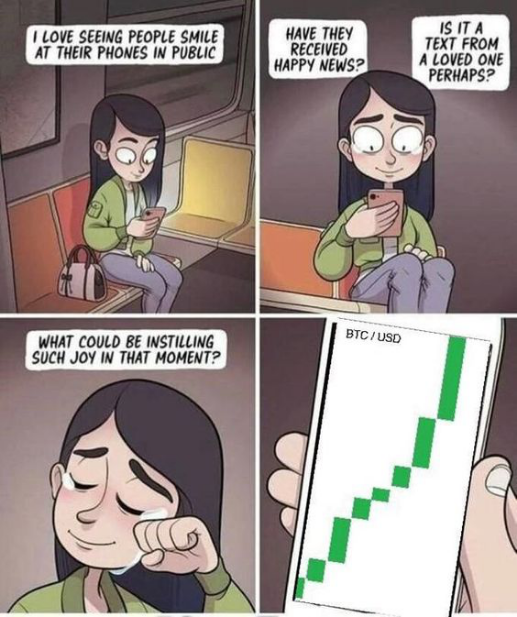 I LOVE SEEING PEOPLE SMILE
AT THEIR PHONES IN PUBLIC
HAVE THEY
RECEIVED
HAPPY NEWS?
IS IT A
TEXT FROM
A LOVED ONE
PERHAPS?
WHAT COULD BE INSTILLING
SUCH JOY IN THAT MOMENT?
BTC / USD